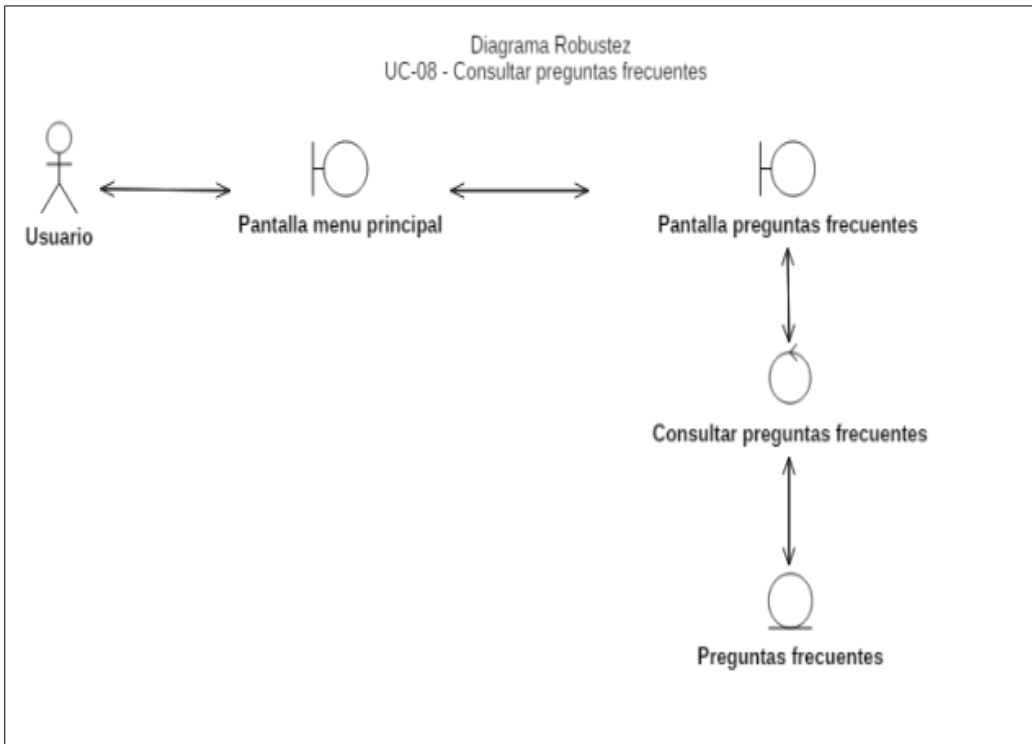 Diagrama Robustez
UC-08 - Consultar preguntas frecuentes
Usuario
Pantalla menu principal
Pantalla preguntas frecuentes
Consultar preguntas frecuentes
Preguntas frecuentes